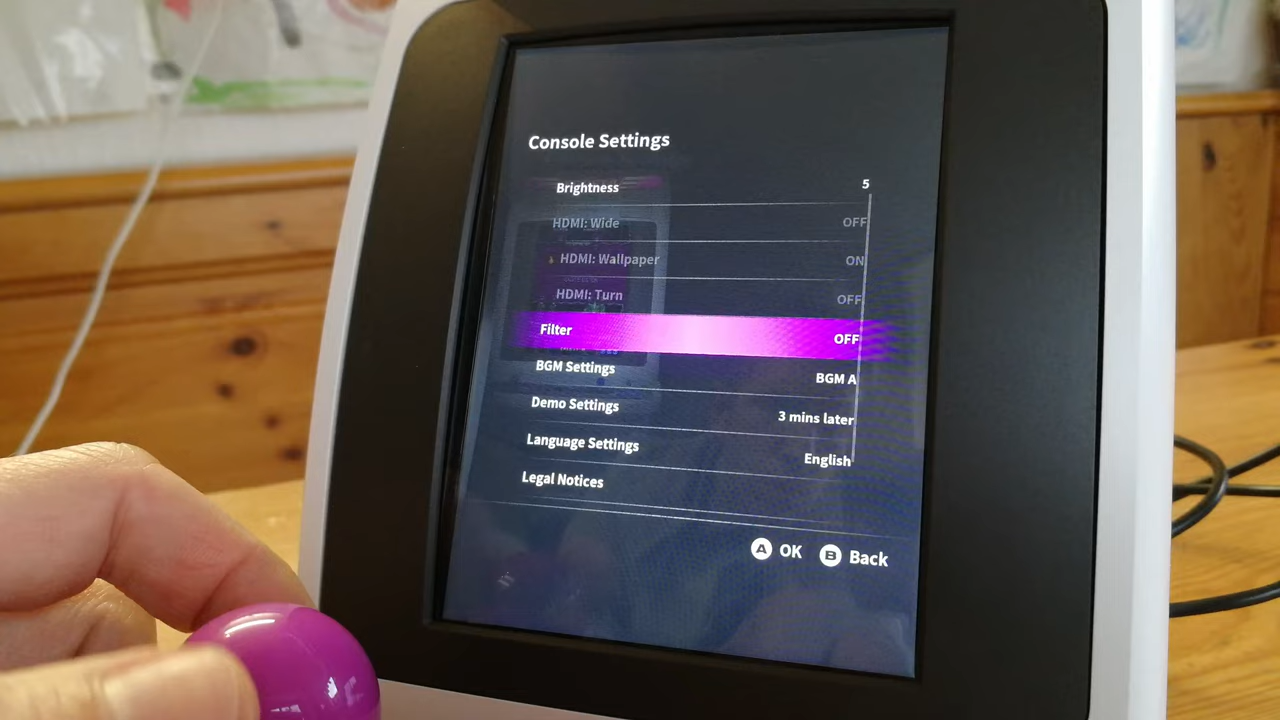 Console Settings
Brightness 5
HDMI: Wide OFF
HDMI: Wallpaper ON
HDMI: Turn OFF
Filter OFF
BGM Settings BGM A
Demo Settings 3 mins later
Language Settings English
Legal Notices
A OK B Back